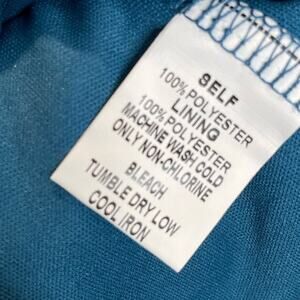 SELF
100% POLYESTER
LINING
100% POLYESTER
MACHINE WASH COLD
ONLY NON-CHLORINE
BLEACH
TUMBLE DRY LOW
COOL IRON